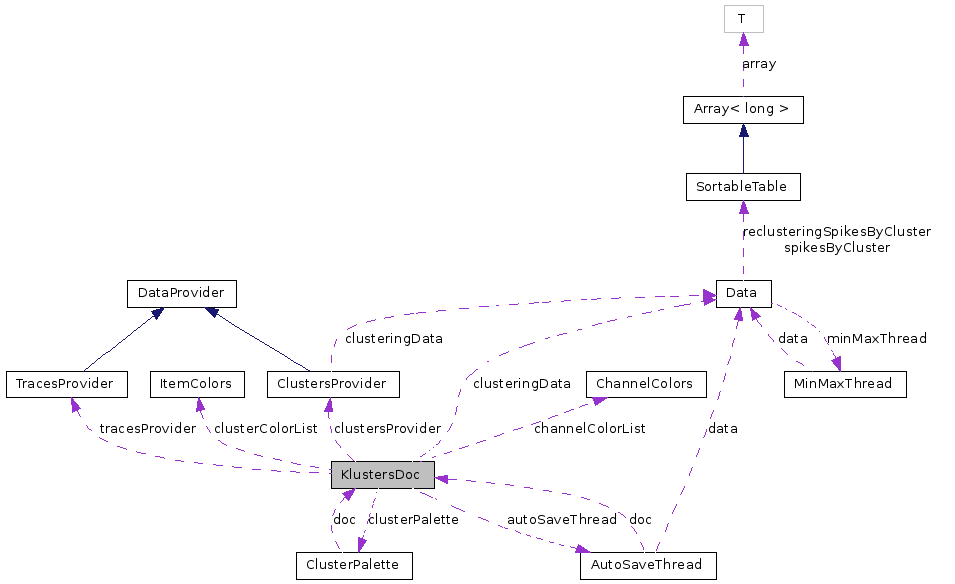 T
array
Array< long >
SortableTable
reclusteringSpikesByCluster
spikesByCluster
DataProvider
Data
clusteringData
data
minMaxThread
TracesProvider
ItemColors
ClustersProvider
clusteringData
ChannelColors
MinMaxThread
tracesProvider
clusterColorList
clustersProvider
channelColorList
data
KlustersDoc
doc
clusterPalette
autoSaveThread
doc
ClusterPalette
AutoSaveThread